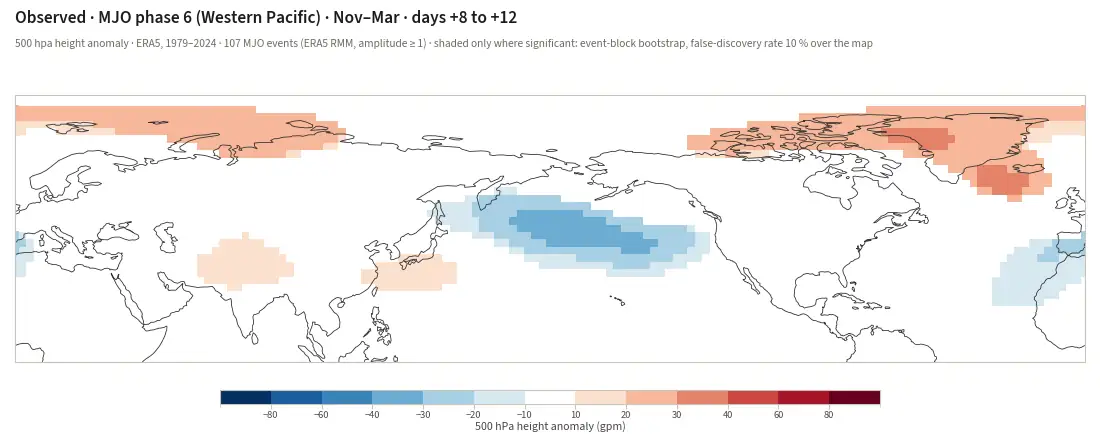 Observed · MJO phase 6 (Western Pacific) · Nov–Mar · days +8 to +12
500 hpa height anomaly · ERA5, 1979–2024 · 107 MJO events (ERA5 RMM, amplitude ≥ 1) · shaded only where significant: event-block bootstrap, false-discovery rate 10 % over the map
−80 −60 −40 −30 −20 −10 10 20 30 40 60 80
500 hPa height anomaly (gpm)